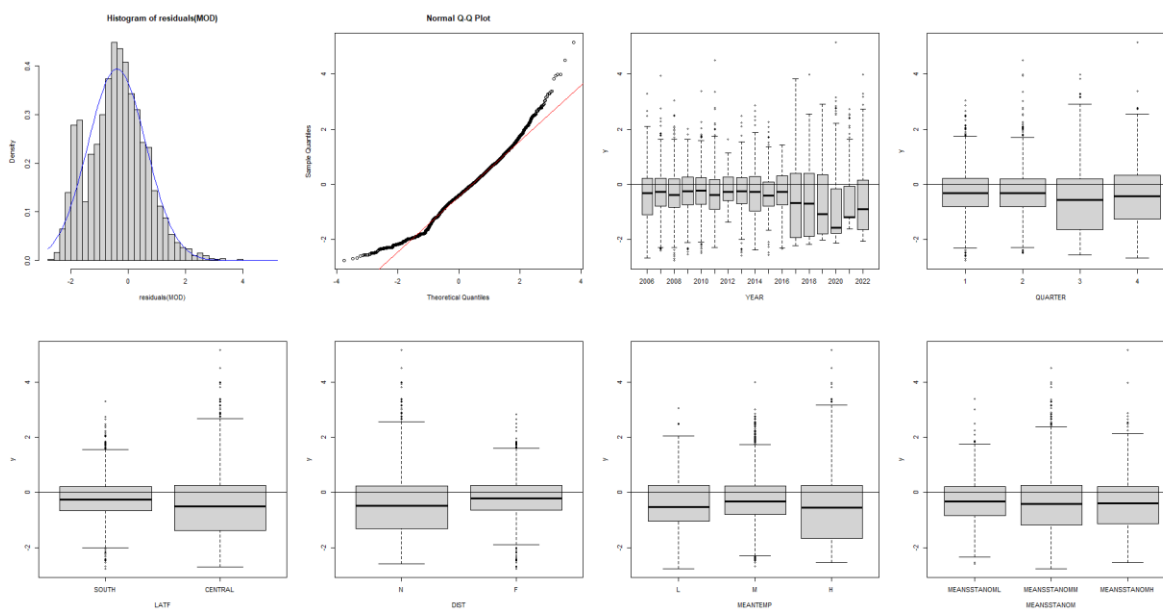 Histogram of residuals(MOD)
Density
0.0
0.1
0.2
0.3
0.4
-2
0
2
4
residuals(MOD)
Normal Q-Q Plot
Sample Quantiles
-2
0
2
4
-4
-2
0
2
4
Theoretical Quantiles
y
-2
0
2
4
2006 2008 2010 2012 2014 2016 2018 2020 2022
YEAR
y
-2
0
2
4
1 2 3 4
QUARTER
y
-2
0
2
4
SOUTH CENTRAL
LATF
y
-2
0
2
4
N F
DIST
y
-2
0
2
4
L M H
MEANTEMP
y
-2
0
2
4
MEANSSTANOML MEANSSTANOMM MEANSSTANOMH
MEANSSTANOM